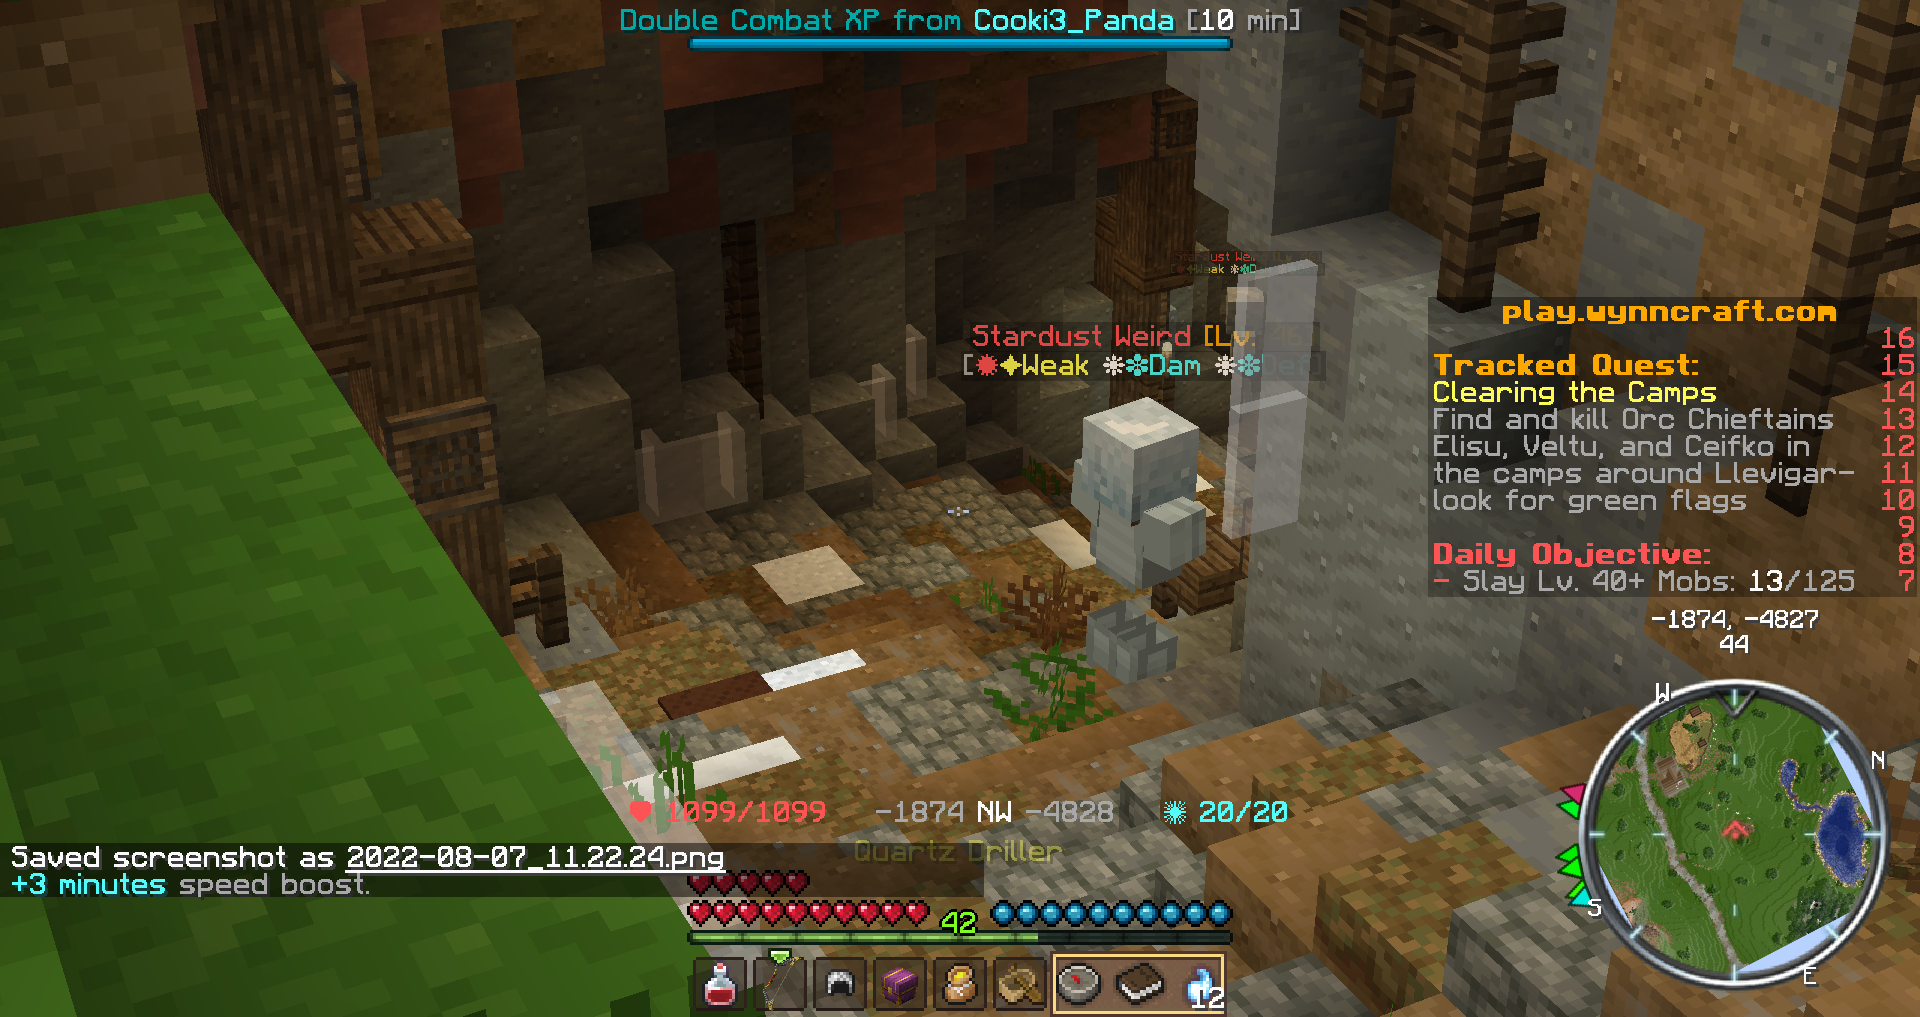 Double Combat XP from Cooki3_Panda [10 min]
Stardust Weird [Lv.
Weak Dam
play.wynncraft.com
16
Tracked Quest: 15
Clearing the Camps 14
Find and kill Orc Chieftains 13
Elisu, Veltu, and Ceifko in 12
the camps around Llevigar- 11
look for green flags 10
9
Daily Objective: 8
- Slay Lv. 40+ Mobs: 13/125 7
-1874, -4827
44
W
N
S
E
1099/1099 -1874 NW -4828 20/20
Quartz Driller
Saved screenshot as 2022-08-07_11.22.24.png
+3 minutes speed boost.
42
12